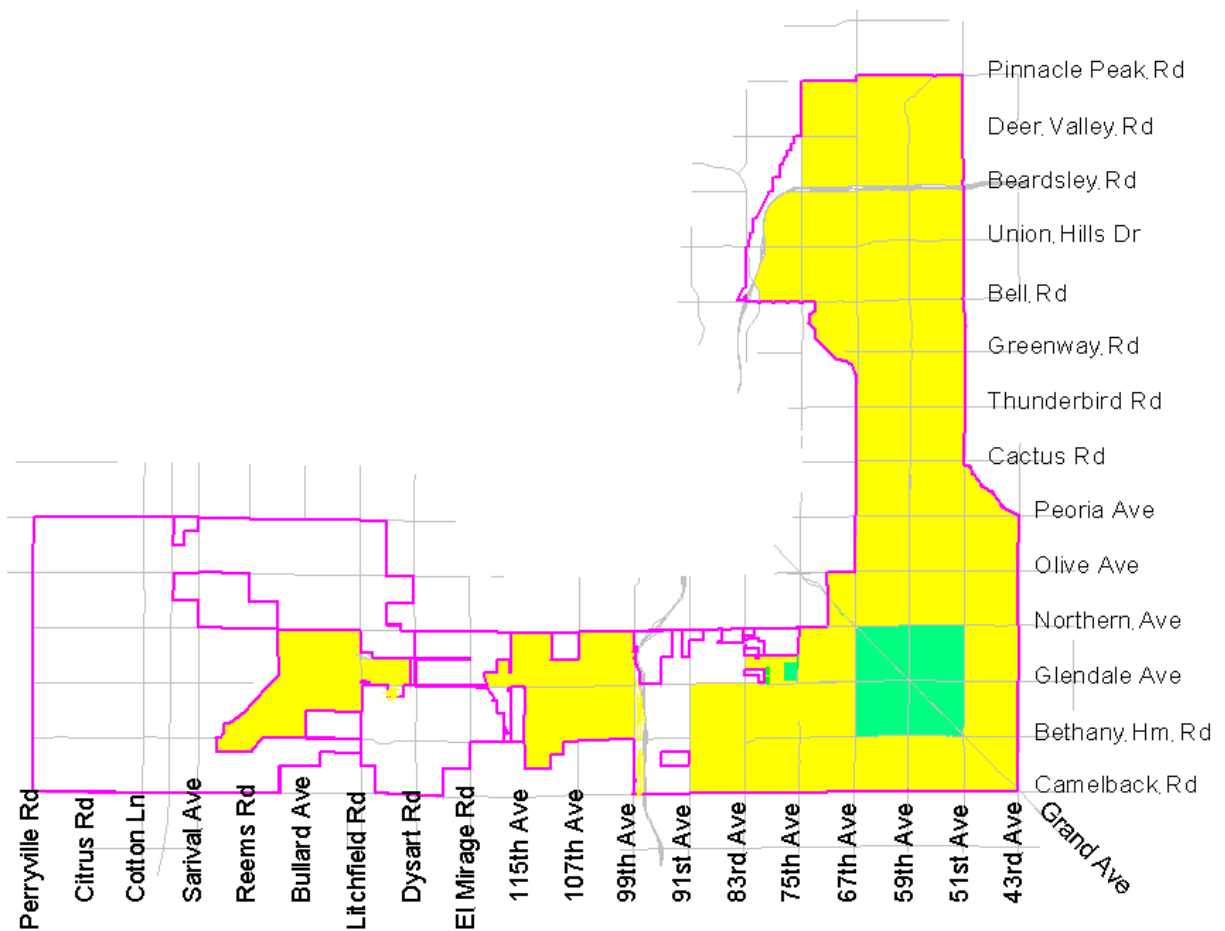 Pinnacle Peak Rd
Deer Valley Rd
Beardsley Rd
Union Hills Dr
Bell Rd
Greenway Rd
Thunderbird Rd
Cactus Rd
Peoria Ave
Olive Ave
Northern Ave
Glendale Ave
Bethany Hm. Rd
Camelback Rd
Grand Ave
Perryville Rd
Citrus Rd
Cotton Ln
Sarival Ave
Reems Rd
Bullard Ave
Litchfield Rd
Dysart Rd
El Mirage Rd
115th Ave
107th Ave
99th Ave
91st Ave
83rd Ave
75th Ave
67th Ave
59th Ave
51st Ave
43rd Ave